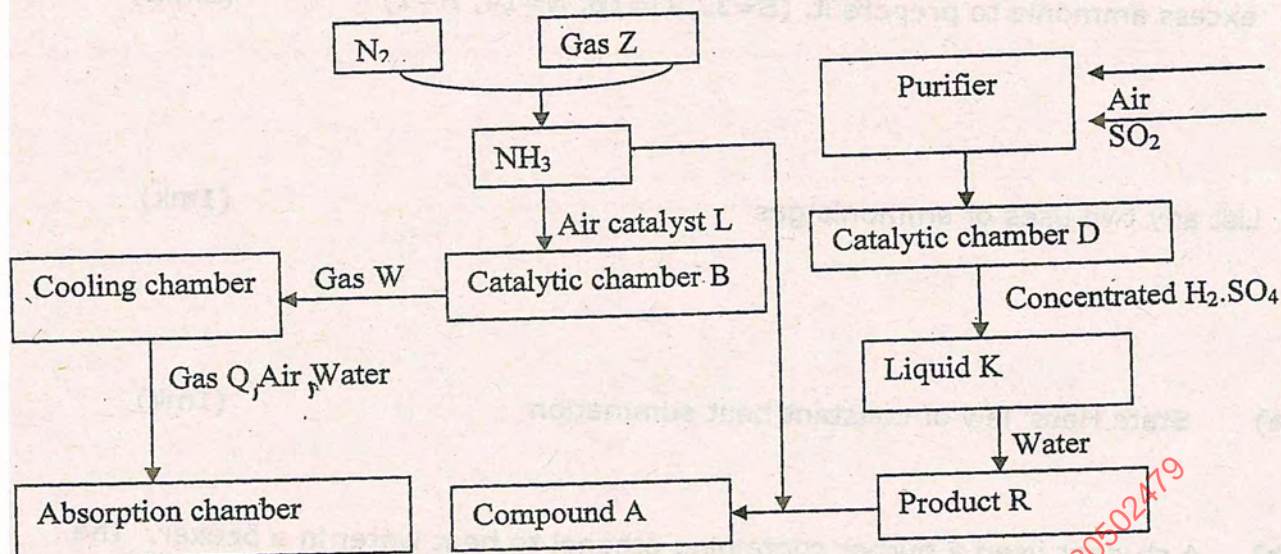 N₂
Gas Z
Purifier
Air
SO₂
NH₃
Air catalyst L
Catalytic chamber D
Cooling chamber
Gas W
Catalytic chamber B
Concentrated H₂.SO₄
Gas Q, Air, Water
Liquid K
Water
Absorption chamber
Compound A
Product R
0502479